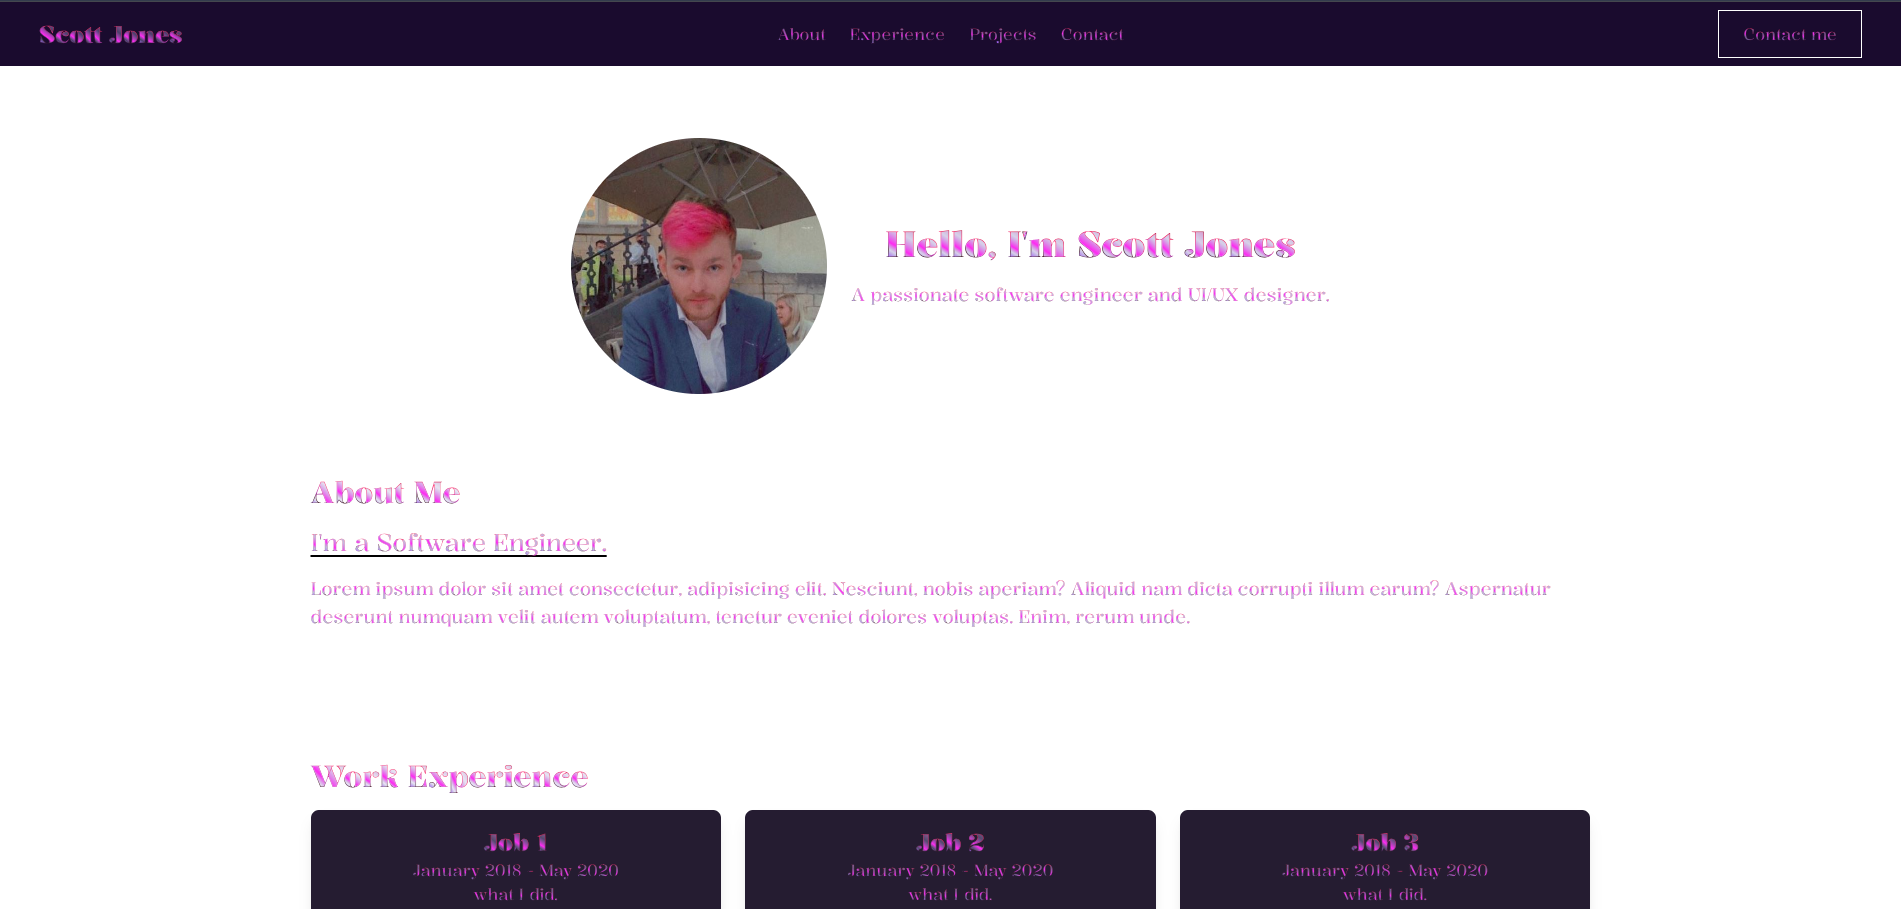 Scott Jones
About Experience Projects Contact
Contact me
Hello, I'm Scott Jones
A passionate software engineer and UI/UX designer.
About Me
I'm a Software Engineer.
Lorem ipsum dolor sit amet consectetur, adipisicing elit. Nesciunt, nobis aperiam? Aliquid nam dicta corrupti illum earum? Aspernatur
deserunt numquam velit autem voluptatum, tenetur eveniet dolores voluptas. Enim, rerum unde.
Work Experience
Job 1
January 2018 - May 2020
what I did.
Job 2
January 2018 - May 2020
what I did.
Job 3
January 2018 - May 2020
what I did.